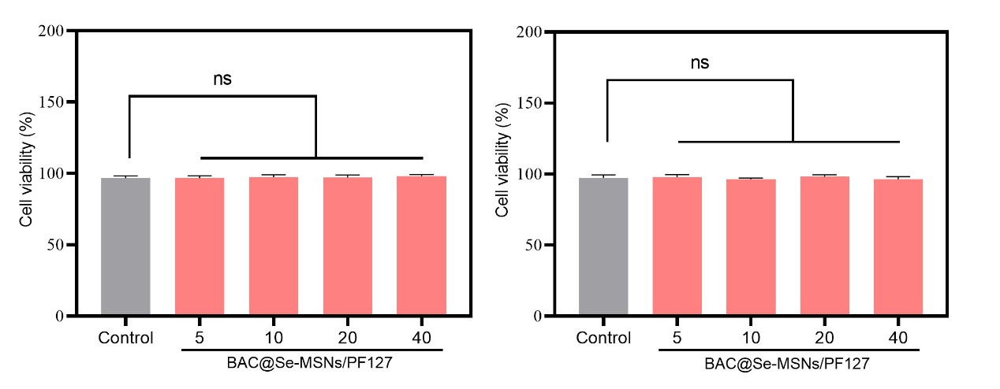 200
150
100
50
0
Cell viability (%)
ns
Control 5 10 20 40
BAC@Se-MSNs/PF127
200
150
100
50
0
Cell viability (%)
ns
Control 5 10 20 40
BAC@Se-MSNs/PF127